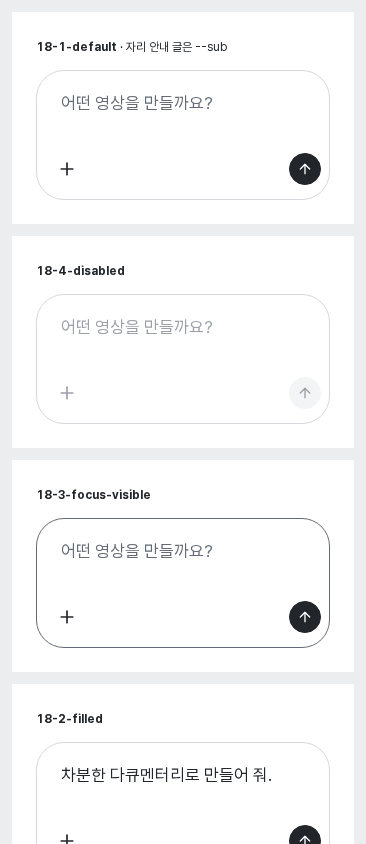 18-1-default · 자리 안내 글은 --sub
어떤 영상을 만들까요?
18-4-disabled
어떤 영상을 만들까요?
18-3-focus-visible
어떤 영상을 만들까요?
18-2-filled
차분한 다큐멘터리로 만들어 줘.